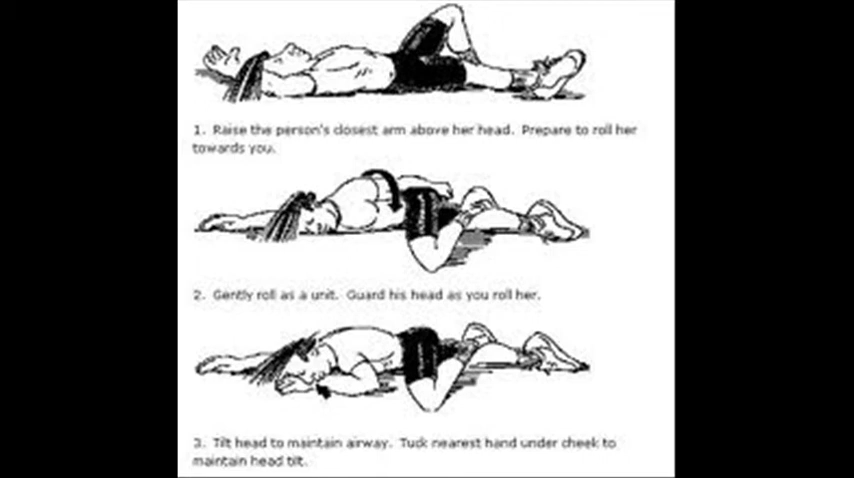 1. Raise the person's closest arm above her head. Prepare to roll her
towards you.
2. Gently roll as a unit. Guard his head as you roll her.
3. Tilt head to maintain airway. Tuck nearest hand under cheek to
maintain head tilt.